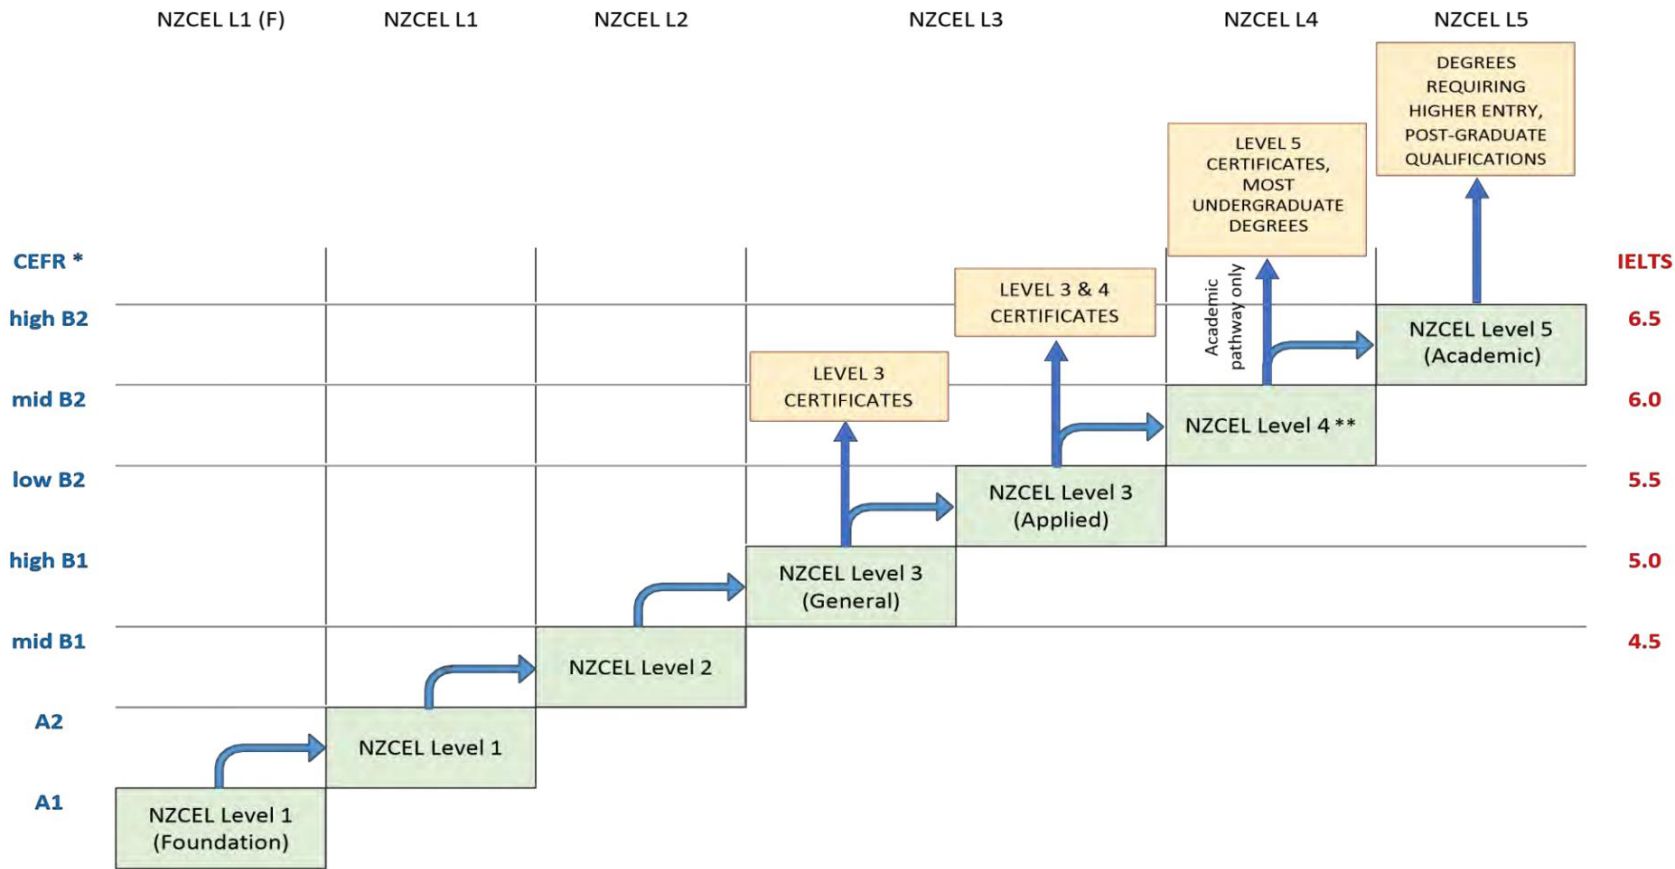 NZCEL L1 (F)
NZCEL L1
NZCEL L2
NZCEL L3
NZCEL L4
NZCEL L5
DEGREES
REQUIRING
HIGHER ENTRY,
POST-GRADUATE
QUALIFICATIONS
LEVEL 5
CERTIFICATES,
MOST
UNDERGRADUATE
DEGREES
CEFR *
IELTS
Academic
pathway only
LEVEL 3 & 4
CERTIFICATES
high B2
NZCEL Level 5
(Academic)
6.5
LEVEL 3
CERTIFICATES
mid B2
NZCEL Level 4 **
6.0
low B2
NZCEL Level 3
(Applied)
5.5
high B1
NZCEL Level 3
(General)
5.0
mid B1
NZCEL Level 2
4.5
A2
NZCEL Level 1
A1
NZCEL Level 1
(Foundation)